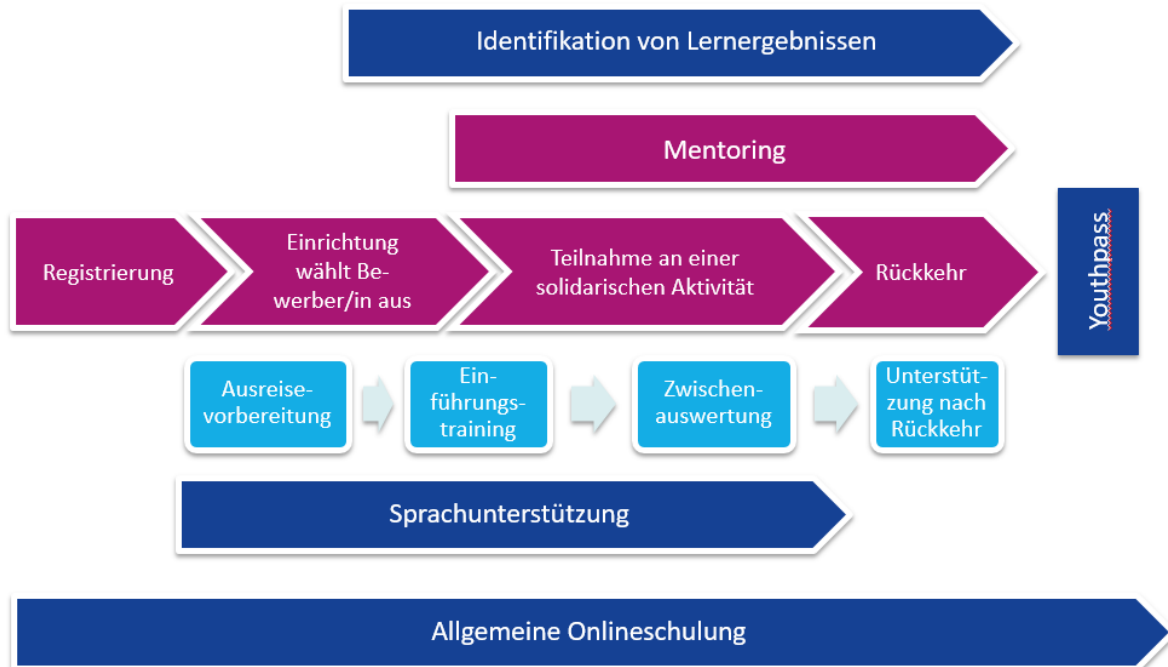 Identifikation von Lernergebnissen
Mentoring
Registrierung
Einrichtung
wählt Be-
werber/in aus
Teilnahme an einer
solidarischen Aktivität
Rückkehr
Youthpass
Ausreise-
vorbereitung
Ein-
führungs-
training
Zwischen-
auswertung
Unterstüt-
zung nach
Rückkehr
Sprachunterstützung
Allgemeine Onlineschulung